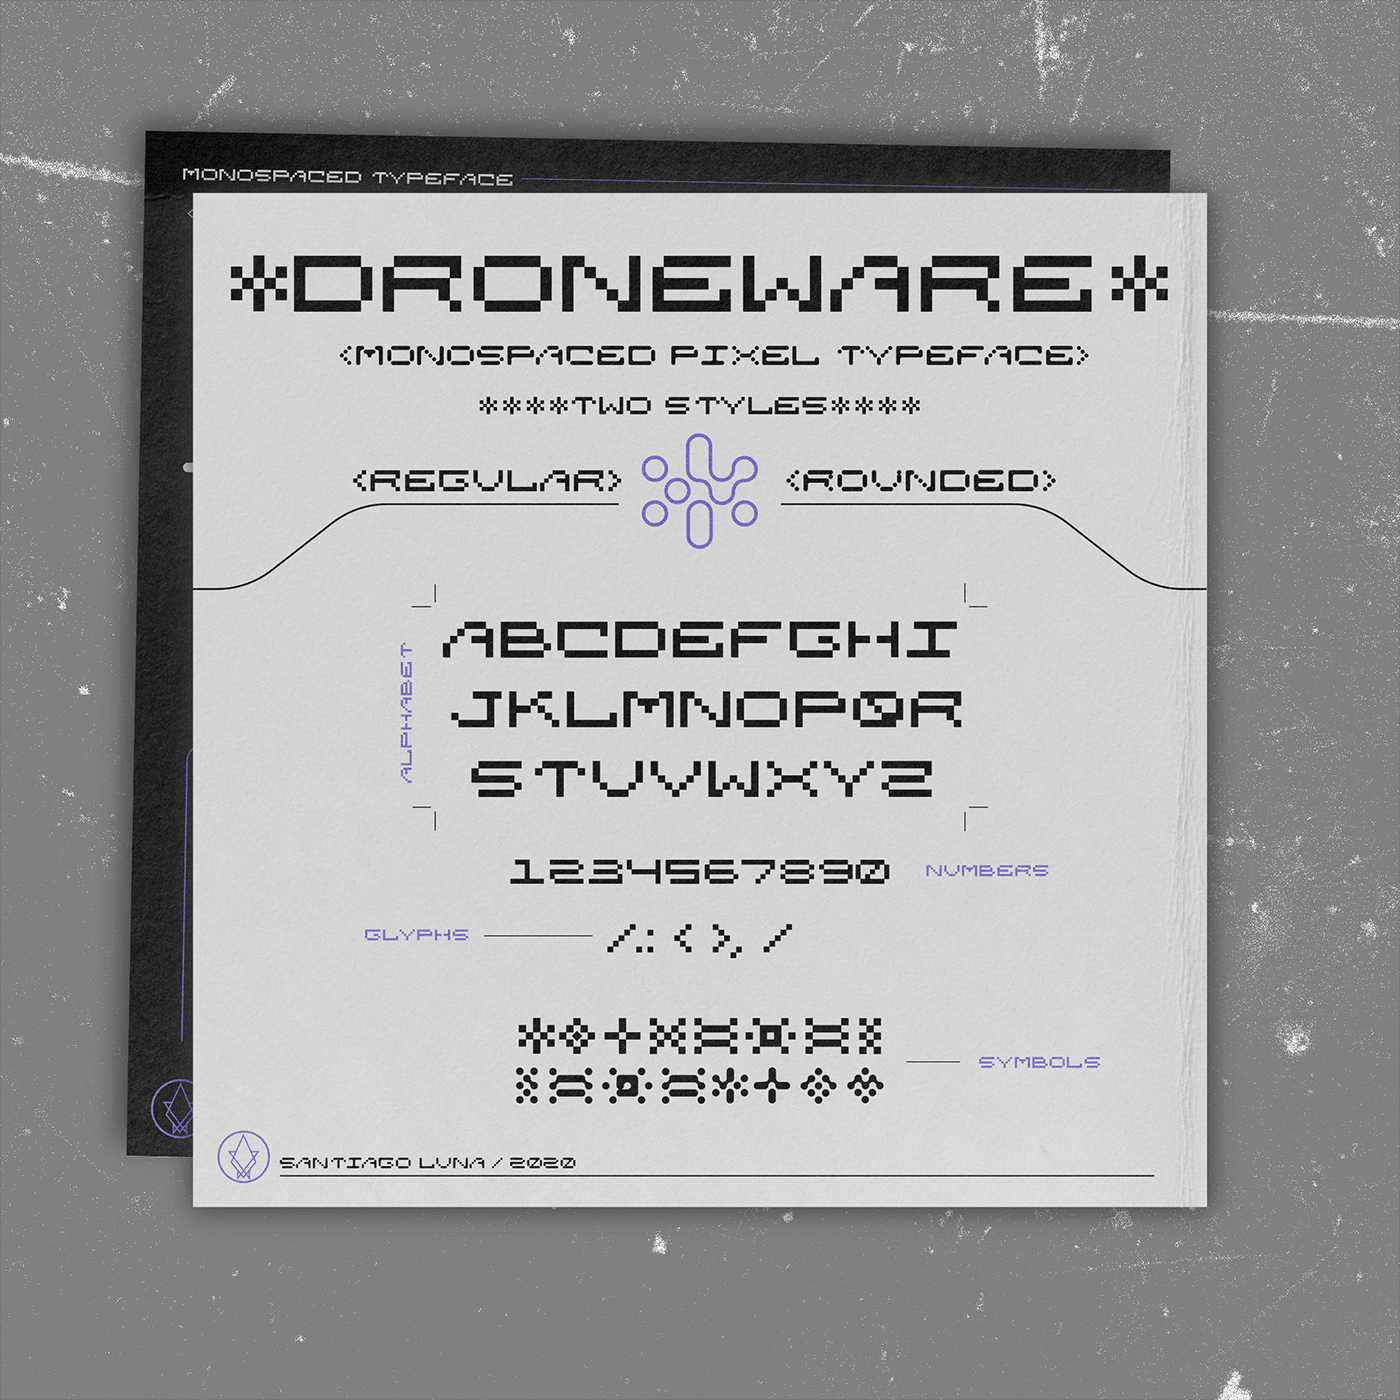 MONOSPACED TYPEFACE
*DRONEWARE*
<MONOSPACED PIXEL TYPEFACE>
****TWO STYLES****
<REGULAR> <ROUNDED>
ALPHABET
ABCDEFGHI
JKLMNOPQR
STUVWXYZ
1234567890 NUMBERS
GLYPHS /.: < >, /
SYMBOLS
SANTIAGO LUNA / 2020